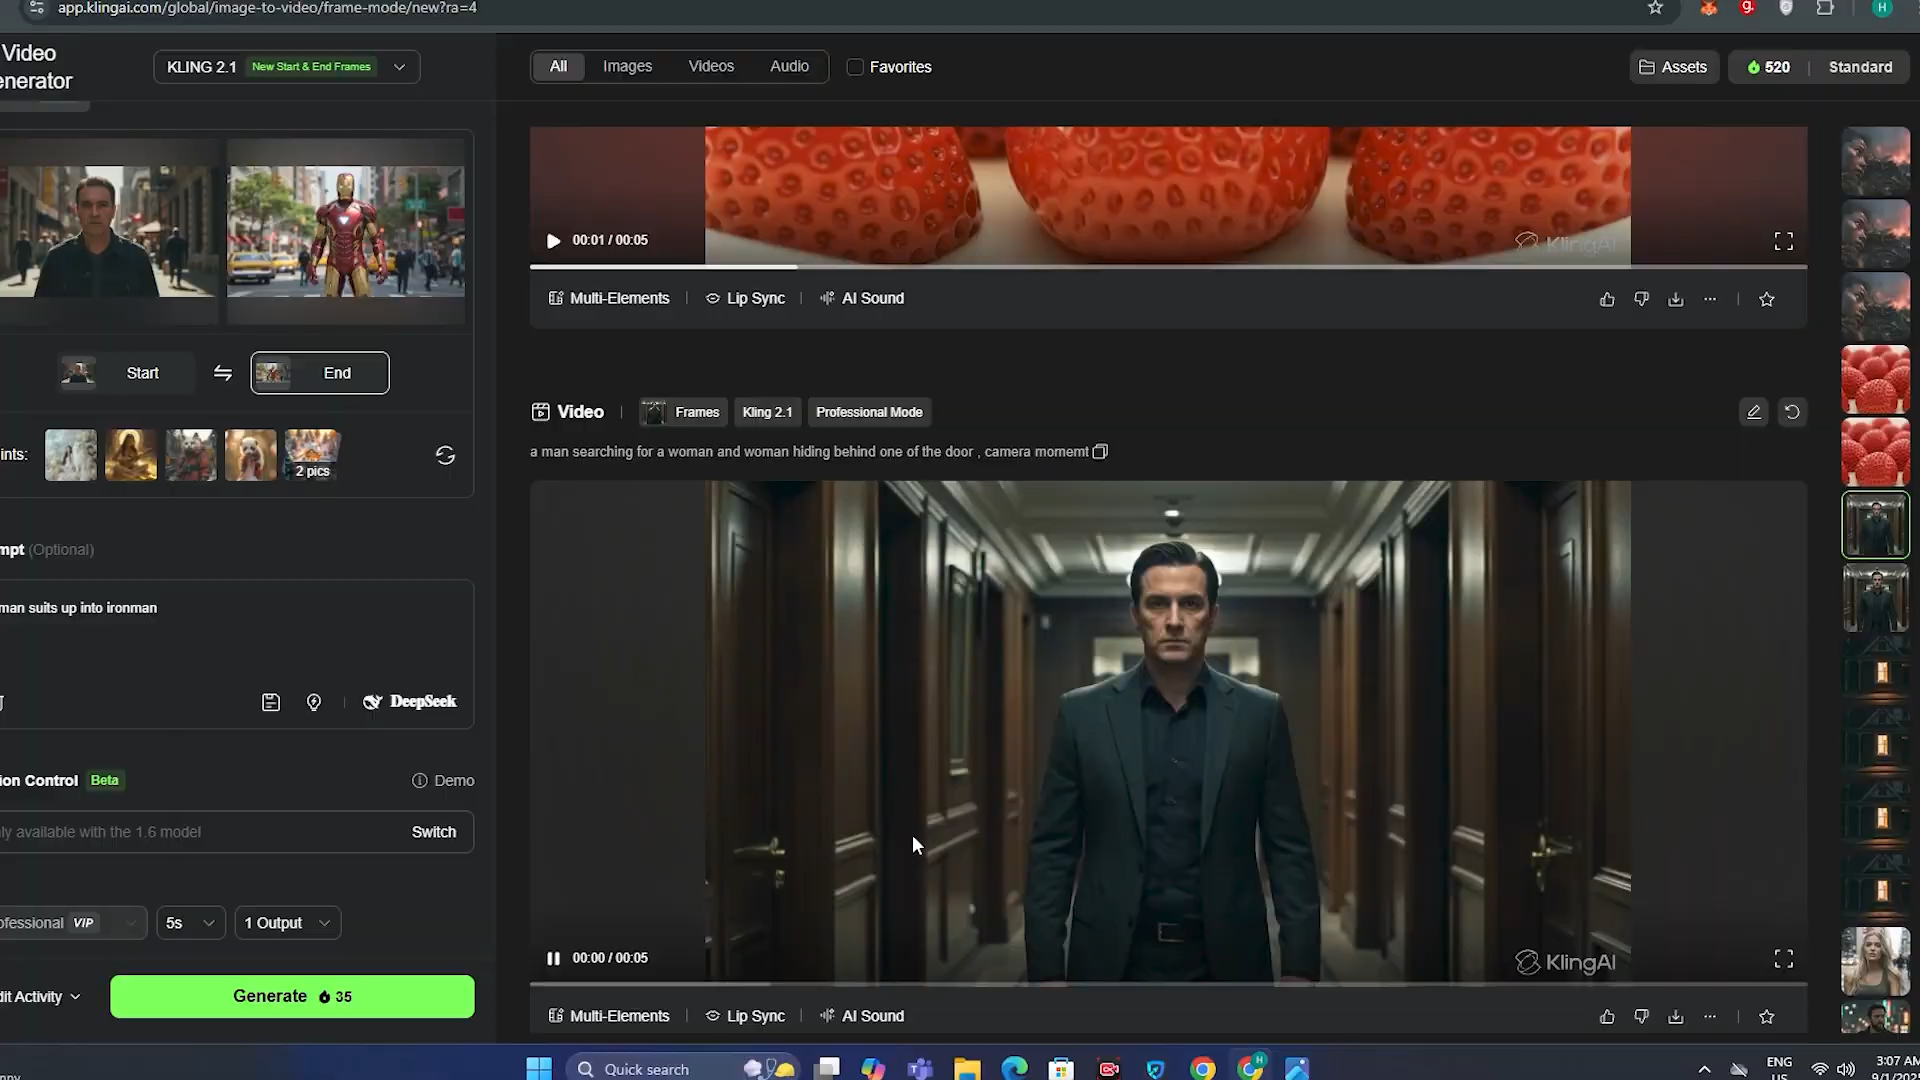 app.klingai.com/global/image-to-video/frame-mode/new?ra=4
Video
enerator
KLING 2.1 New Start & End Frames
All Images Videos Audio Favorites
Assets 520 Standard
00:01 / 00:05
KlingAI
Multi-Elements Lip Sync AI Sound
Start End
ints:
2 pics
Video Frames Kling 2.1 Professional Mode
a man searching for a woman and woman hiding behind one of the door , camera momemt
mpt (Optional)
man suits up into ironman
DeepSeek
ion Control Beta Demo
ly available with the 1.6 model Switch
ofessional VIP 5s 1 Output
00:00 / 00:05
KlingAI
dit Activity
Generate 35
Multi-Elements Lip Sync AI Sound
Quick search
ENG
US
3:07 AM